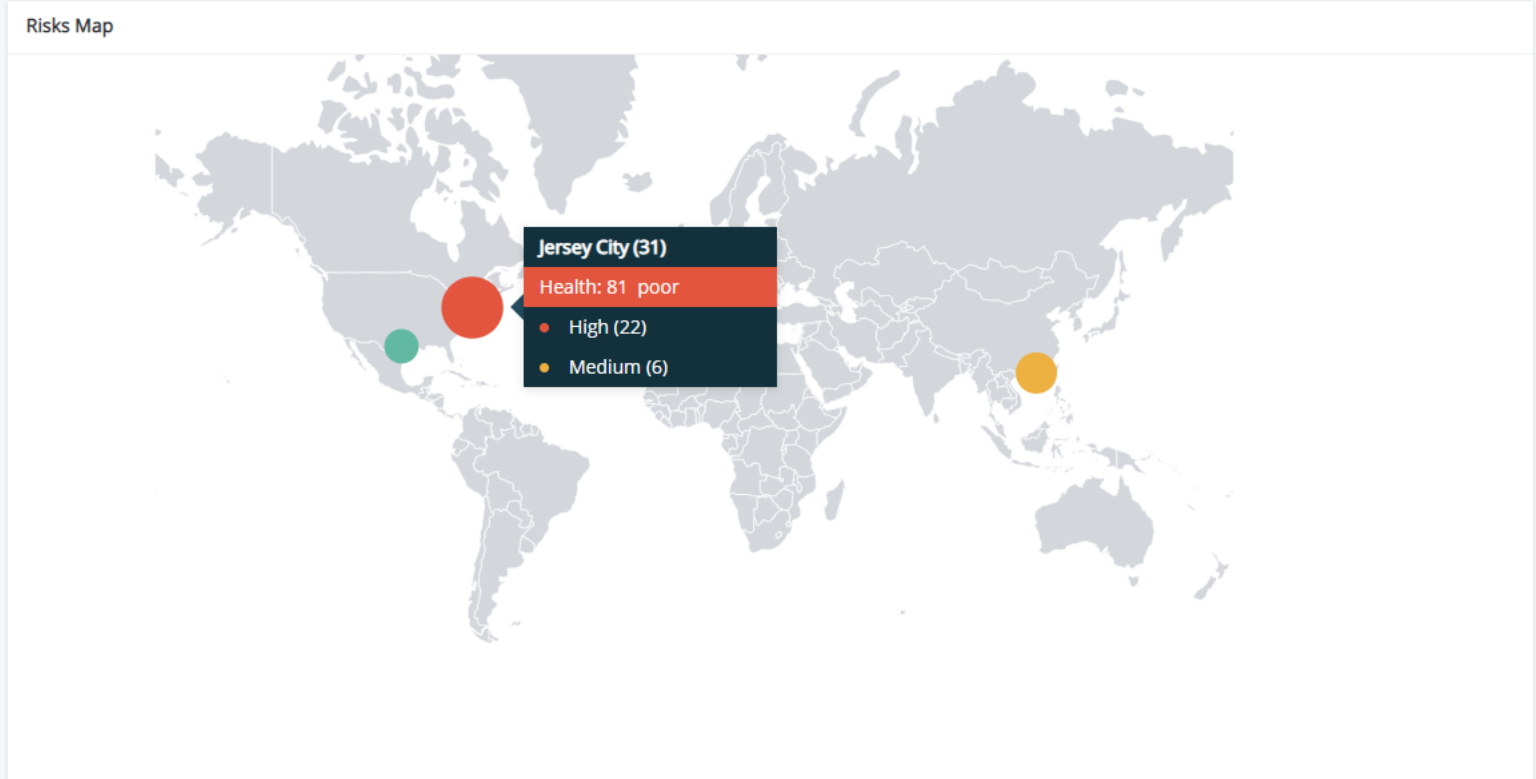 Risks Map
Jersey City (31)
Health: 81 poor
High (22)
Medium (6)